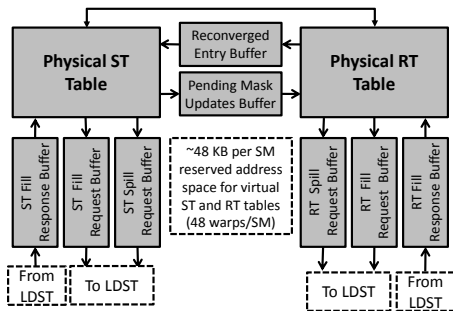 Reconverged
Entry Buffer
Physical ST
Table
Physical RT
Table
Pending Mask
Updates Buffer
ST Fill
Response Buffer
ST Fill
Request Buffer
ST Spill
Request Buffer
~48 KB per SM
reserved address
space for virtual
ST and RT tables
(48 warps/SM)
RT Spill
Request Buffer
RT Fill
Request Buffer
RT Fill
Response Buffer
From
LDST
To LDST
To LDST
From
LDST